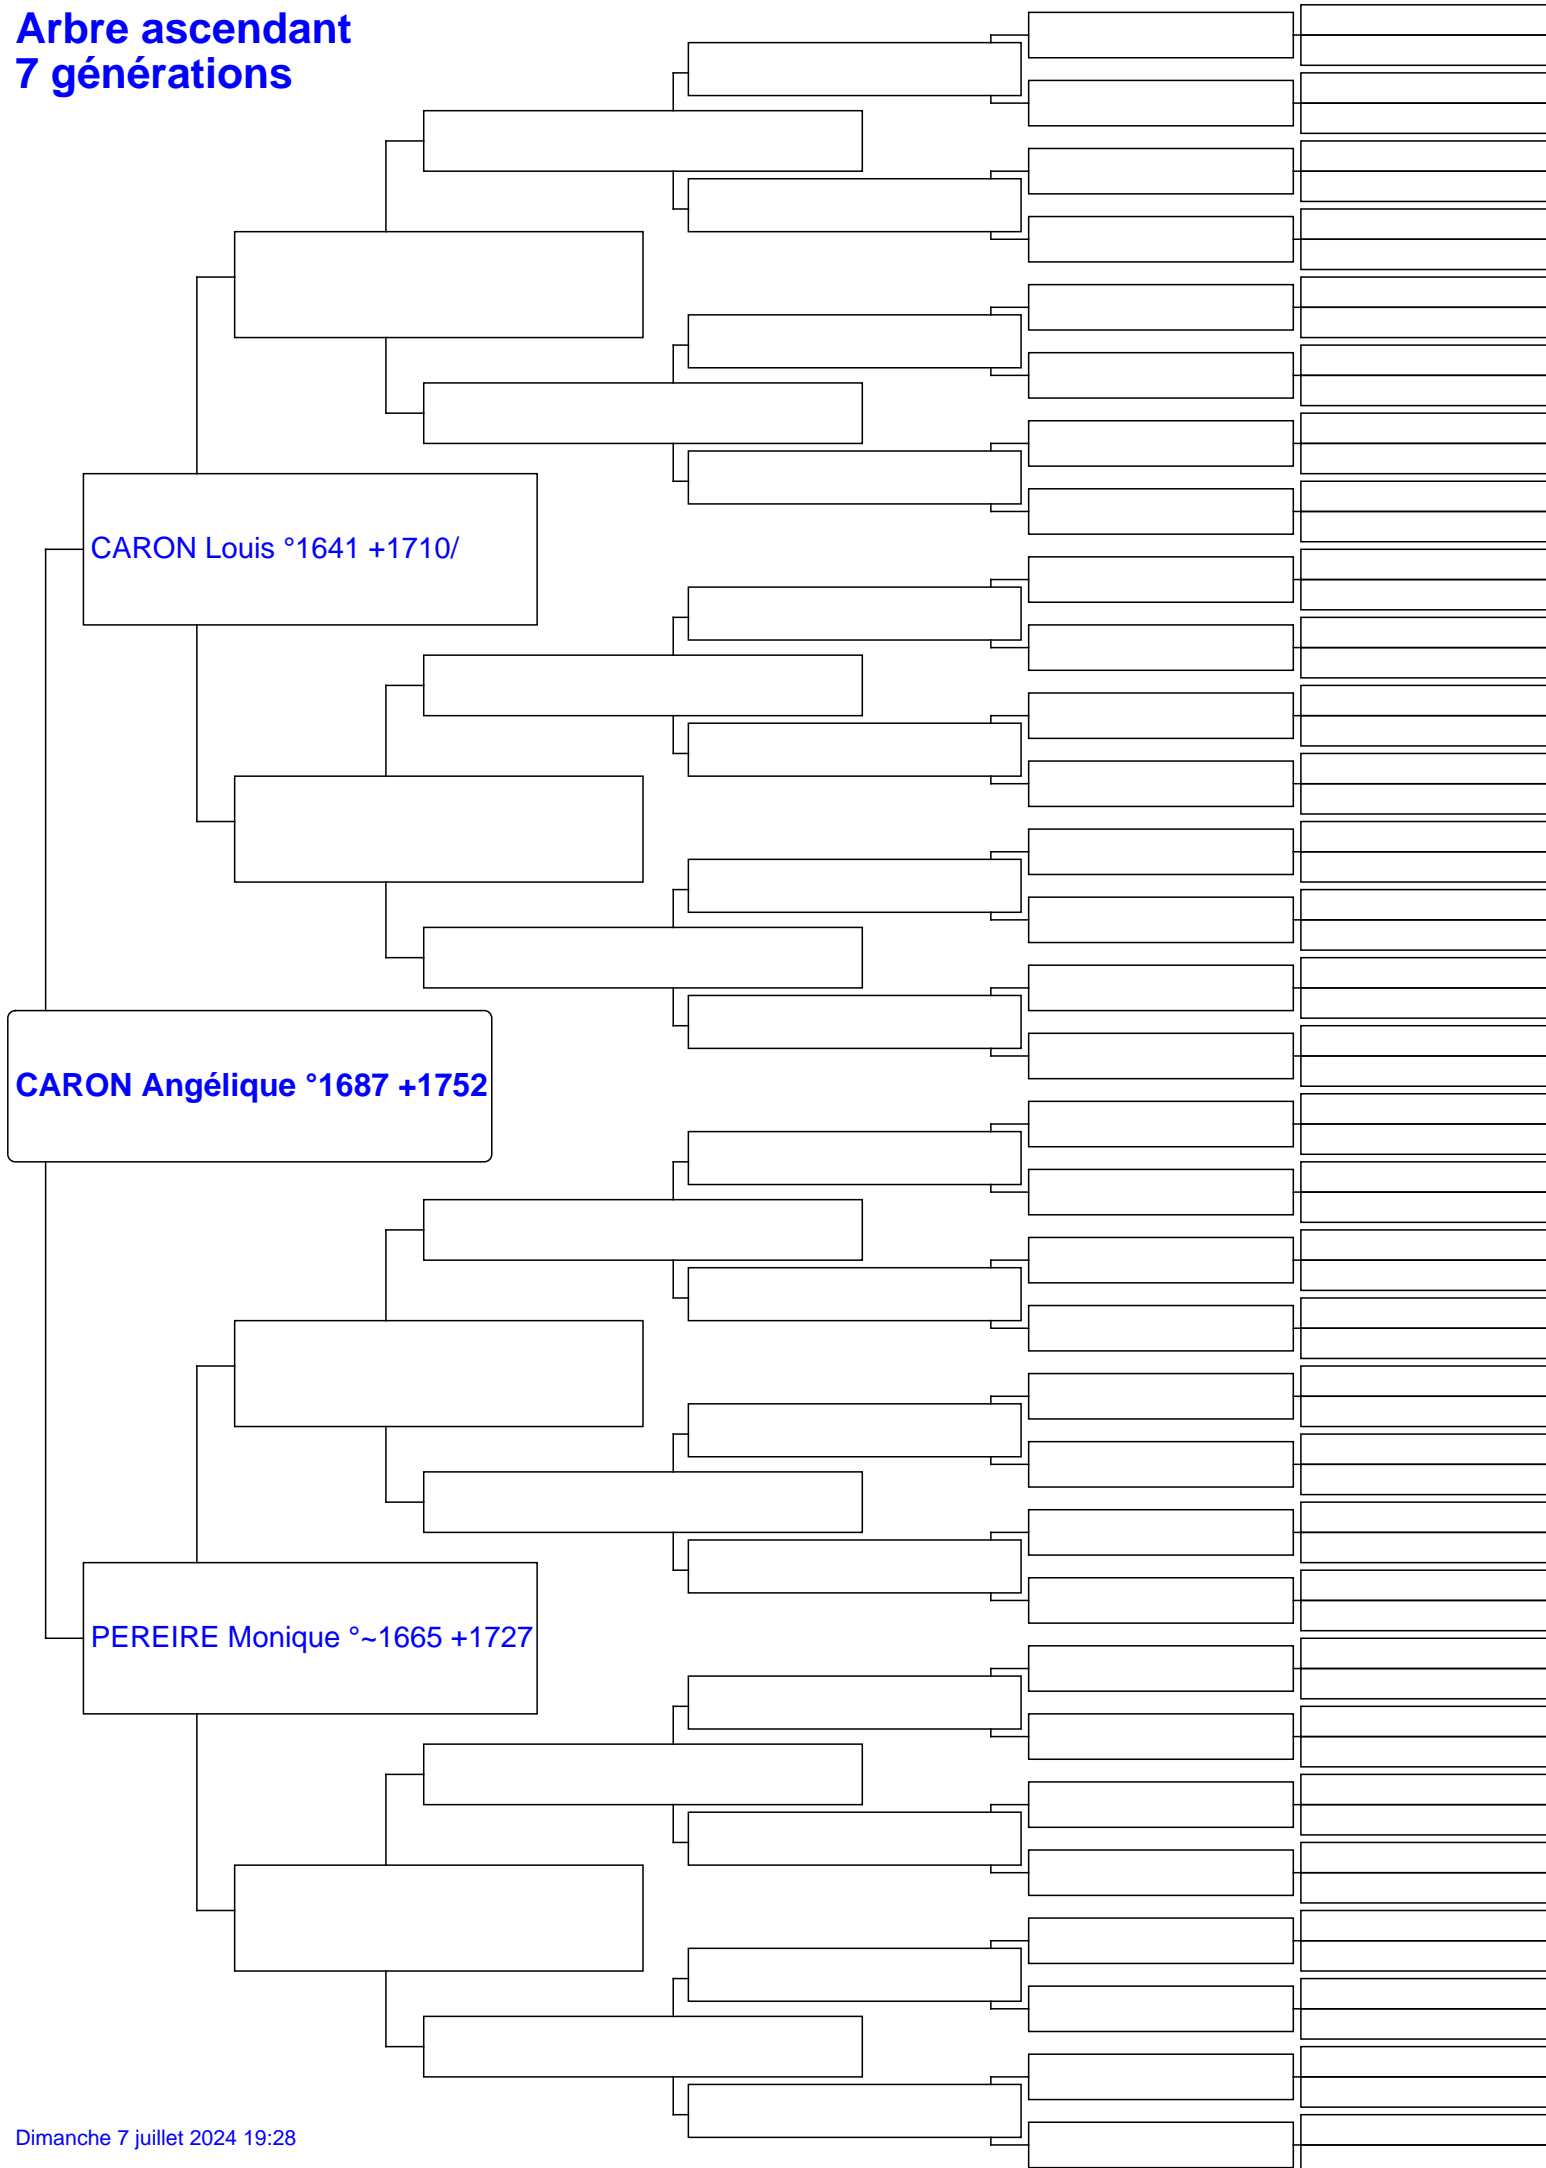 Arbre ascendant
7 générations
CARON Louis °1641 +1710/
CARON Angélique °1687 +1752
PEREIRE Monique °~1665 +1727
Dimanche 7 juillet 2024 19:28